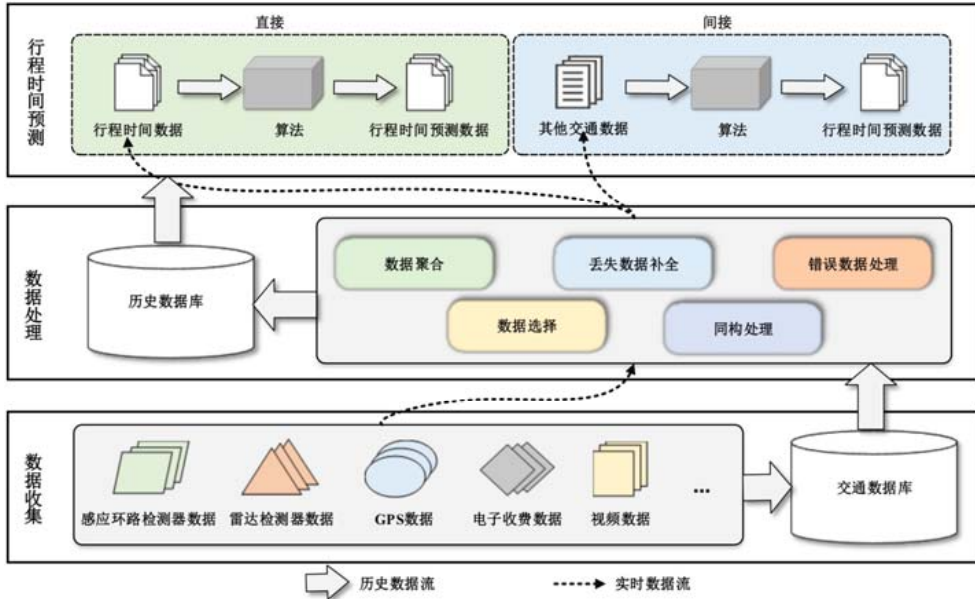 直接
间接
行程时间预测
行程时间数据
算法
行程时间预测数据
其他交通数据
算法
行程时间预测数据
数据处理
历史数据库
数据聚合
丢失数据补全
错误数据处理
数据选择
同构处理
数据收集
感应环路检测器数据
雷达检测器数据
GPS数据
电子收费数据
视频数据
...
交通数据库
历史数据流
实时数据流